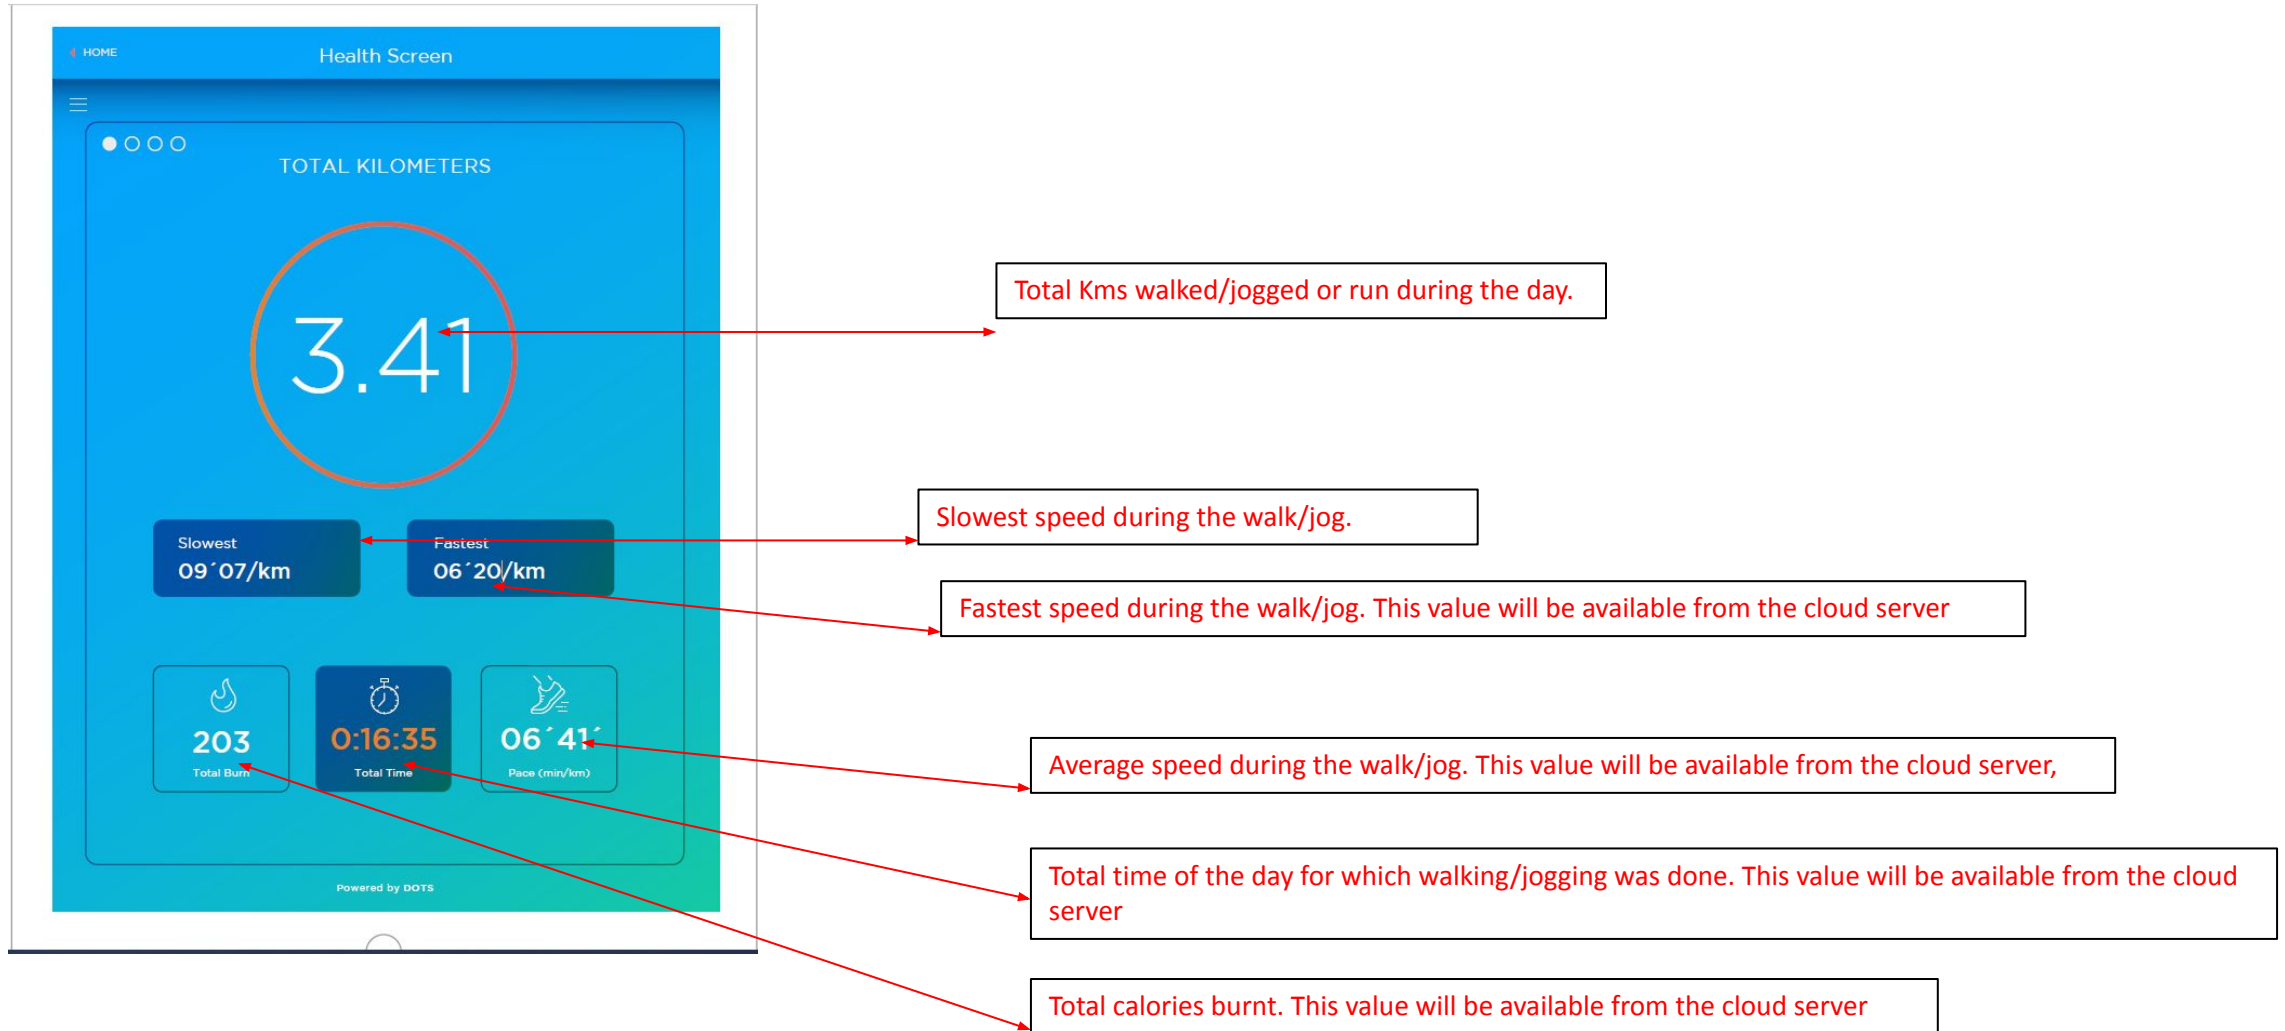 HOME
Health Screen
TOTAL KILOMETERS
3.41
Total Kms walked/jogged or run during the day.
Slowest
09´07/km
Fastest
06´20/km
Slowest speed during the walk/jog.
Fastest speed during the walk/jog. This value will be available from the cloud server
203
Total Burn
0:16:35
Total Time
06´41´
Pace (min/km)
Average speed during the walk/jog. This value will be available from the cloud server,
Total time of the day for which walking/jogging was done. This value will be available from the cloud
server
Powered by DOTS
Total calories burnt. This value will be available from the cloud server